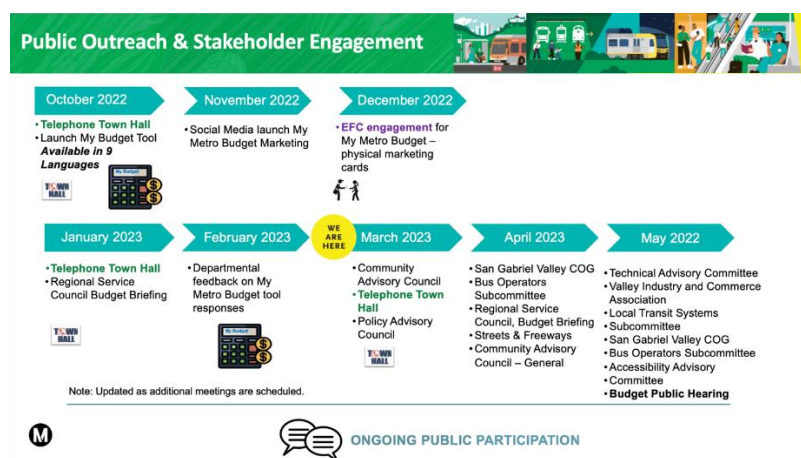 Public Outreach & Stakeholder Engagement
October 2022
• Telephone Town Hall
• Launch My Budget Tool
Available in 9
Languages
My Budget
TOWN
HALL
November 2022
• Social Media launch My
Metro Budget Marketing
December 2022
• EFC engagement for
My Metro Budget –
physical marketing
cards
January 2023
• Telephone Town Hall
• Regional Service
Council Budget Briefing
TOWN
HALL
February 2023
• Departmental
feedback on My
Metro Budget tool
responses
My Budget
WE
ARE
HERE
March 2023
• Community
Advisory Council
• Telephone Town
Hall
• Policy Advisory
Council
TOWN
HALL
April 2023
• San Gabriel Valley COG
• Bus Operators
Subcommittee
• Regional Service
Council, Budget Briefing
• Streets & Freeways
• Community Advisory
Council – General
May 2022
• Technical Advisory Committee
• Valley Industry and Commerce
Association
• Local Transit Systems
• Subcommittee
• San Gabriel Valley COG
• Bus Operators Subcommittee
• Accessibility Advisory
• Committee
• Budget Public Hearing
Note: Updated as additional meetings are scheduled.
M
ONGOING PUBLIC PARTICIPATION